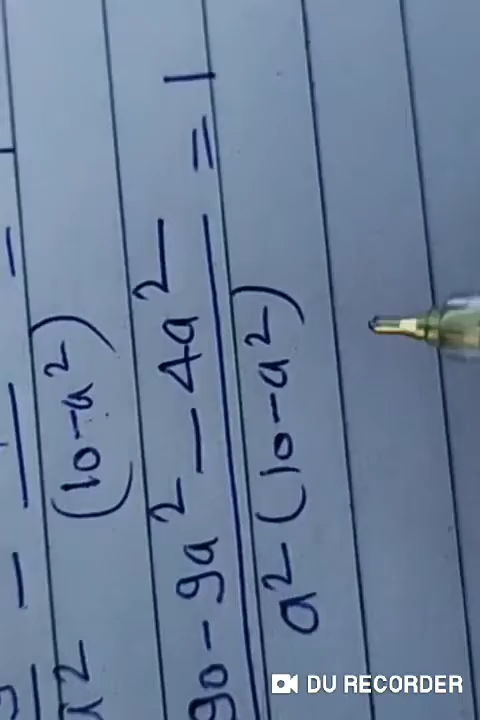 (10-a²)
90-9a²-4a² = 1
a²(10-a²)
DU RECORDER